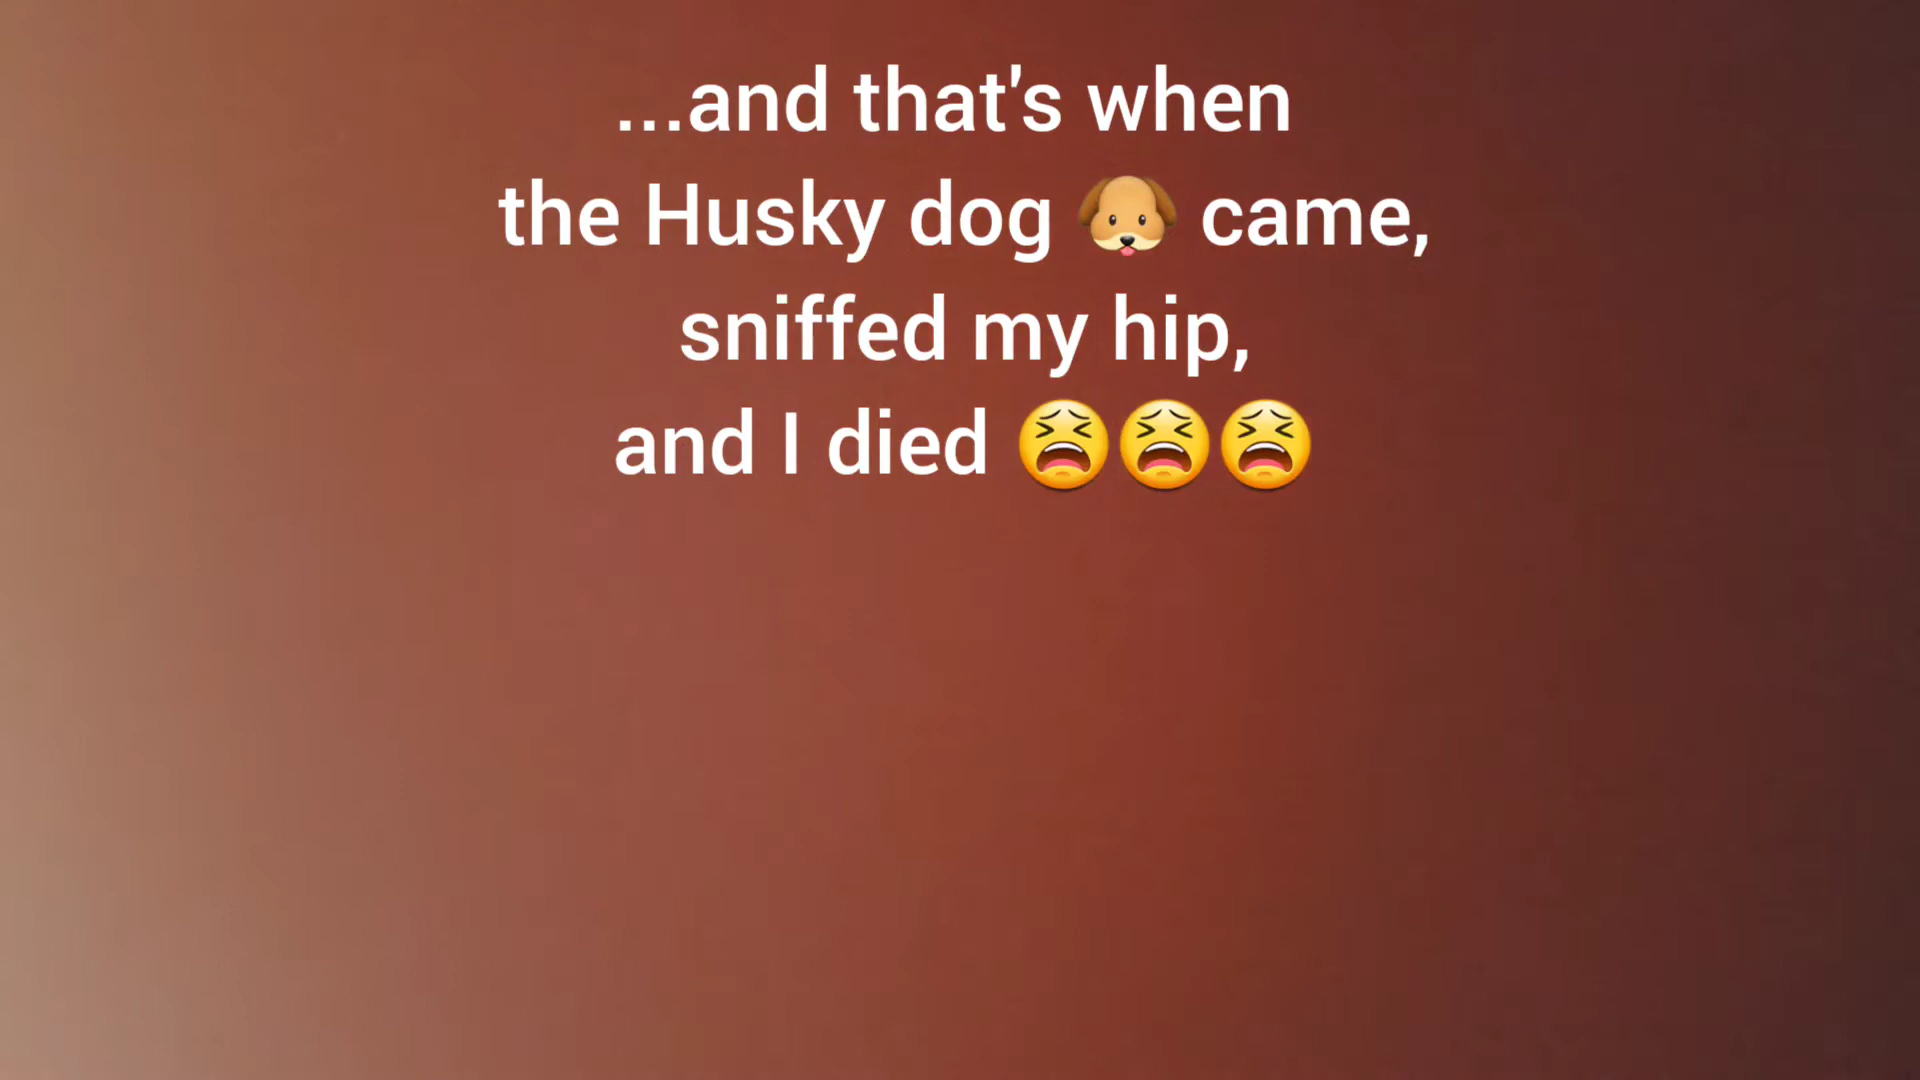 ...and that's when
the Husky dog 🐶 came,
sniffed my hip,
and I died 😫😫😫